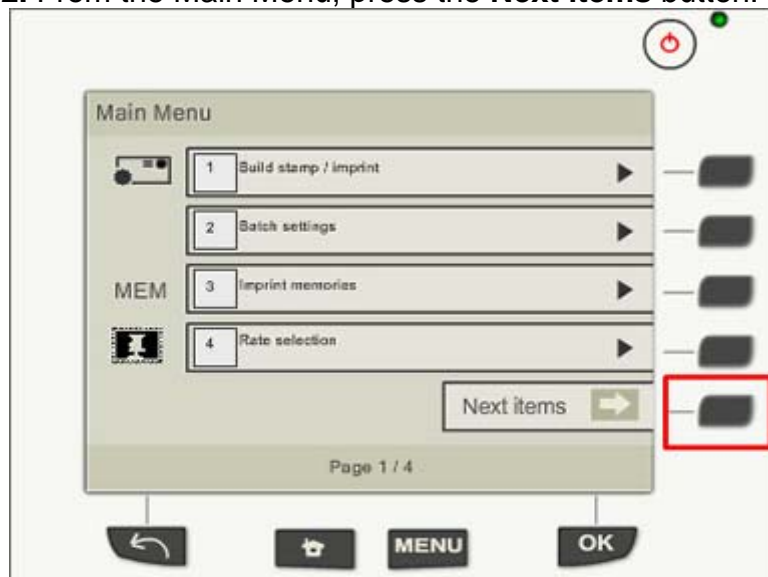 2. From the Main Menu, press the Next items button.
Main Menu
1 Build stamp / imprint
2 Batch settings
MEM 3 Imprint memories
4 Rate selection
Next items
Page 1 / 4
MENU OK